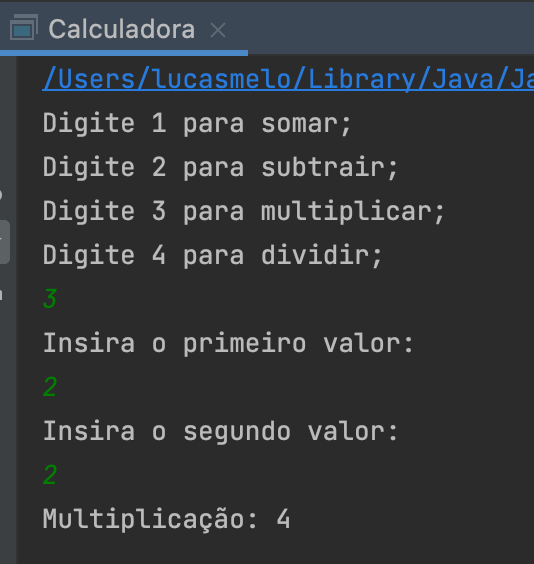 Calculadora
/Users/lucasmelo/Library/Java/Ja
Digite 1 para somar;
Digite 2 para subtrair;
Digite 3 para multiplicar;
Digite 4 para dividir;
3
Insira o primeiro valor:
2
Insira o segundo valor:
2
Multiplicação: 4